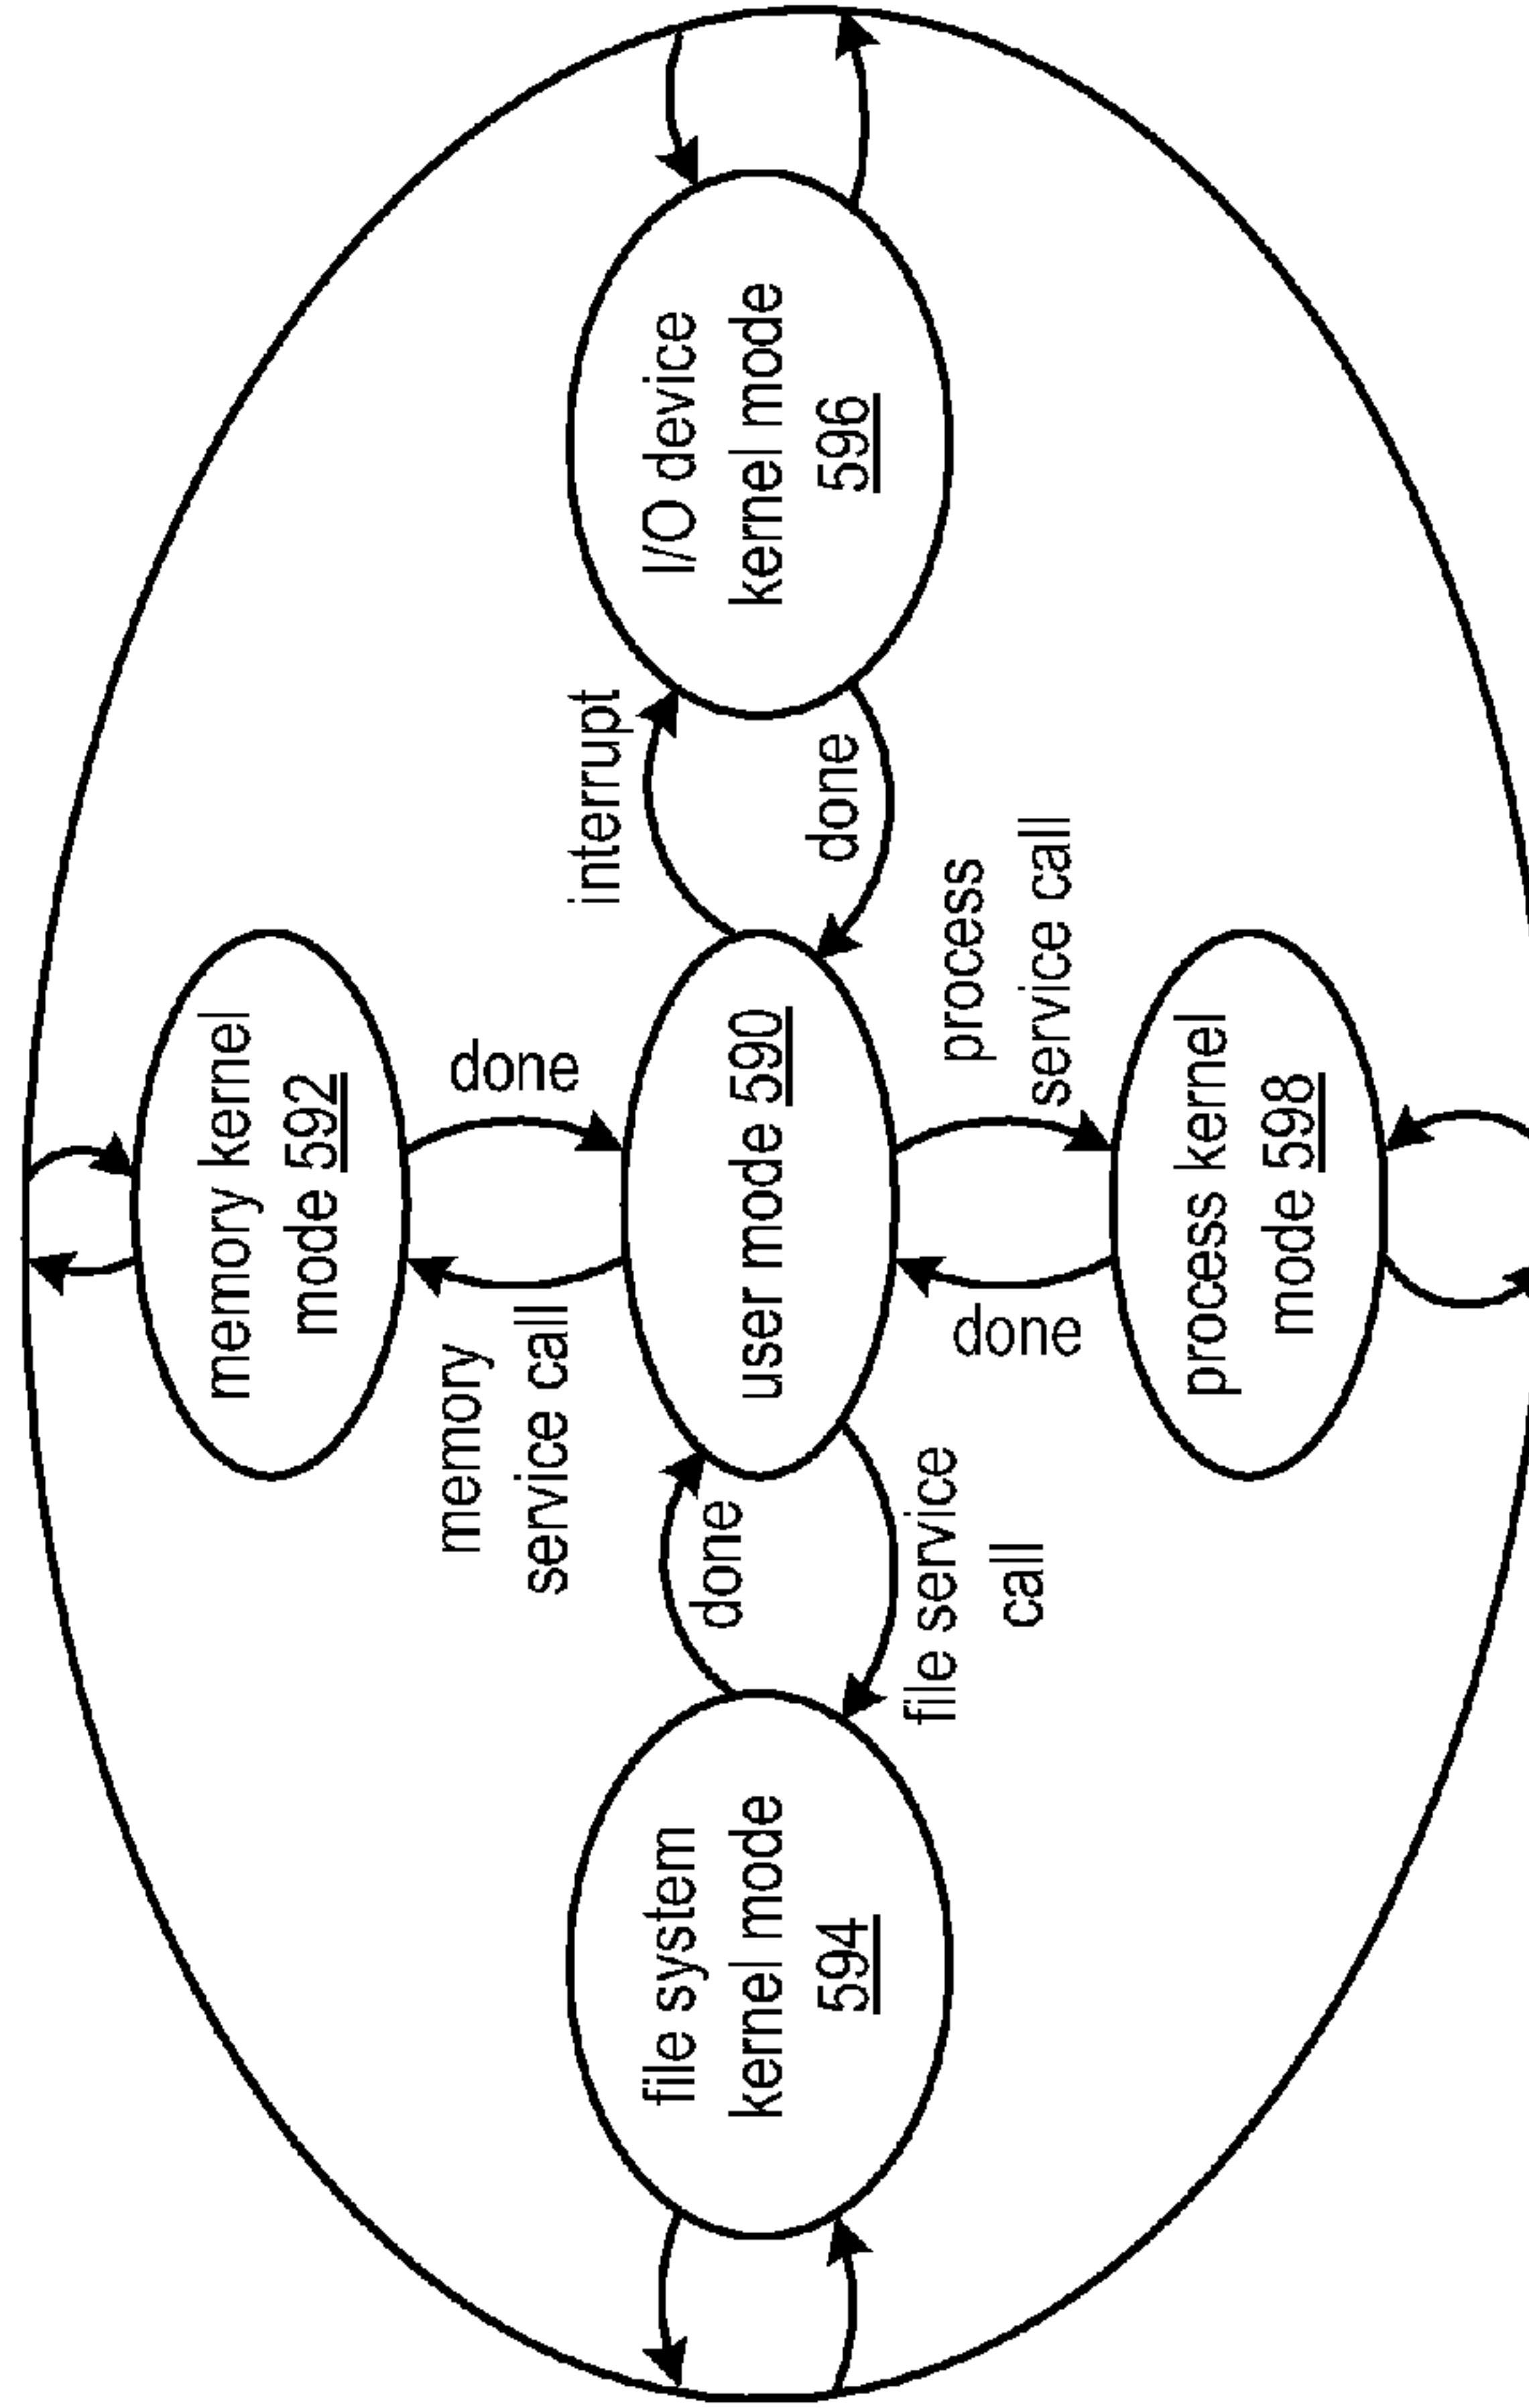 memory kernel
mode 592
memory
service call
done
file system
kernel mode
594
done
file service
call
user mode 590
interrupt
done
I/O device
kernel mode
596
done
process
service call
process kernel
mode 598